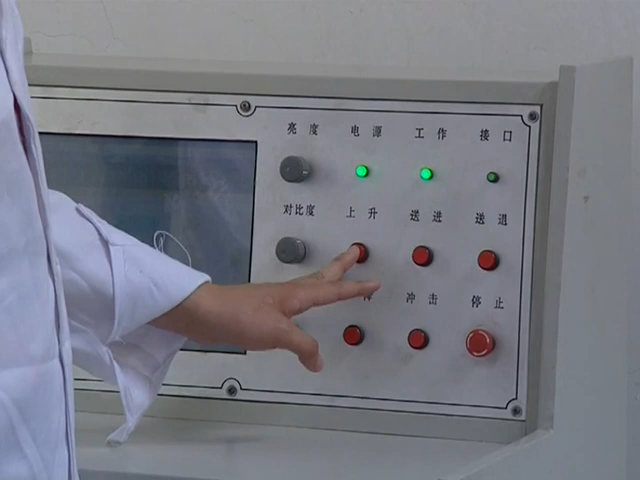 亮度 电源 工作 接口
对比度 上升 送进 送退
降 冲击 停止